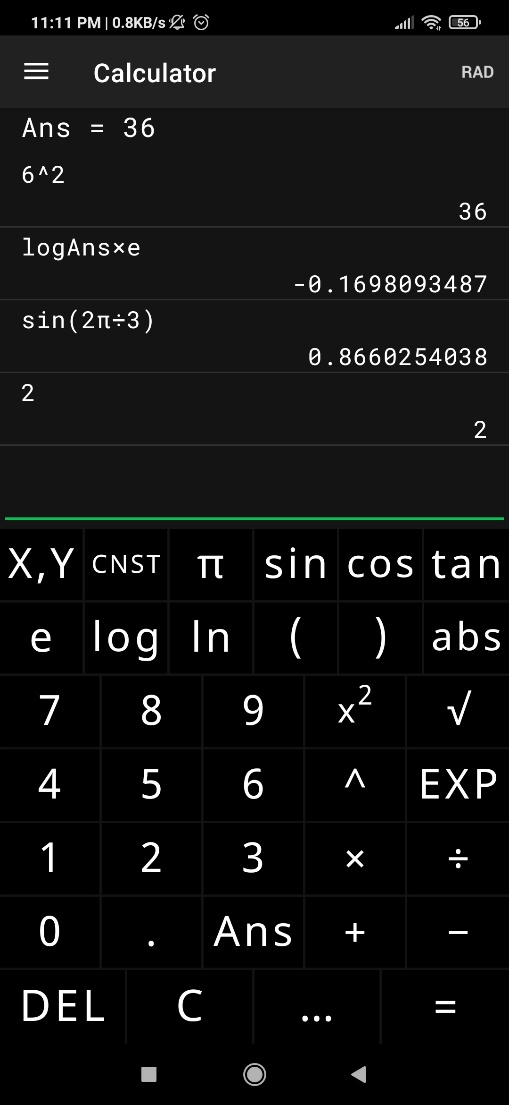 11:11 PM | 0.8KB/s 56
Calculator RAD
Ans = 36
6^2
36
logAns×e
-0.1698093487
sin(2π÷3)
0.8660254038
2
2
X,Y CNST π sin cos tan
e log ln ( ) abs
7 8 9 x² √
4 5 6 ^ EXP
1 2 3 × ÷
0 . Ans + −
DEL C ... =